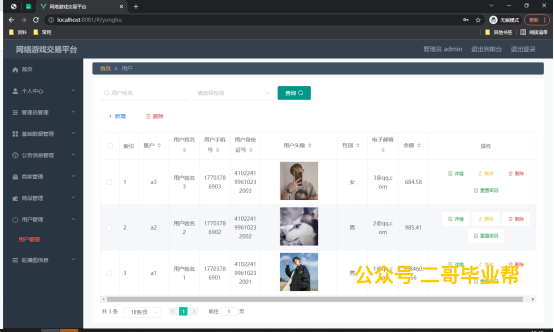 网络游戏交易平台
localhost:8081/#/yonghu
无痕模式
更新
资料
常用
其他书签
阅读清单
网络游戏交易平台
管理员 admin
退出到前台
退出登录
首页
个人中心
管理员管理
基础数据管理
公告信息管理
商家管理
商品管理
用户管理
用户管理
轮播图信息
首页 > 用户
用户姓名
请选择性别
查询
新增
删除
索引 账户 用户姓名 用户手机号 用户身份证号 用户头像 性别 电子邮箱 余额 操作
1 a3 用户姓名3 17703786903 410224199610232003 女 3@qq.com 684.58 详情 修改 删除 重置密码
2 a2 用户姓名2 17703786902 410224199610232002 男 2@qq.com 985.41 详情 修改 删除 重置密码
3 a1 用户姓名1 17703786901 410224199610232001
公众号 二哥毕业帮
共 3 条
10条/页
1
前往 1 页